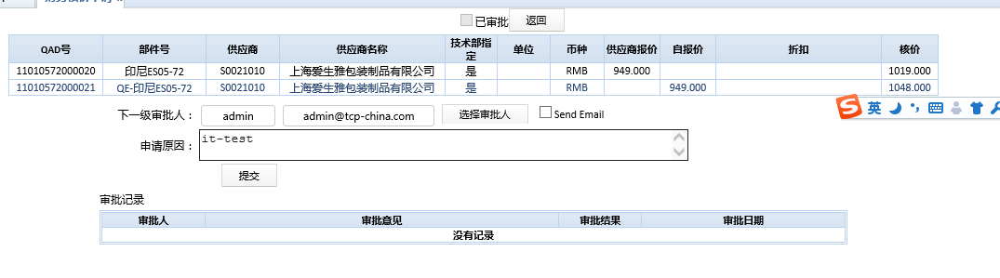 已审批 返回
QAD号 部件号 供应商 供应商名称 技术部指定 单位 币种 供应商报价 自报价 折扣 核价
11010572000020 印尼ES05-72 S0021010 上海爱生雅包装制品有限公司 是 RMB 949.000 1019.000
11010572000021 QE-印尼ES05-72 S0021010 上海爱生雅包装制品有限公司 是 RMB 949.000 1048.000
英
下一级审批人： admin admin@tcp-china.com 选择审批人 Send Email
申请原因： it-test
提交
审批记录
审批人 审批意见 审批结果 审批日期
没有记录